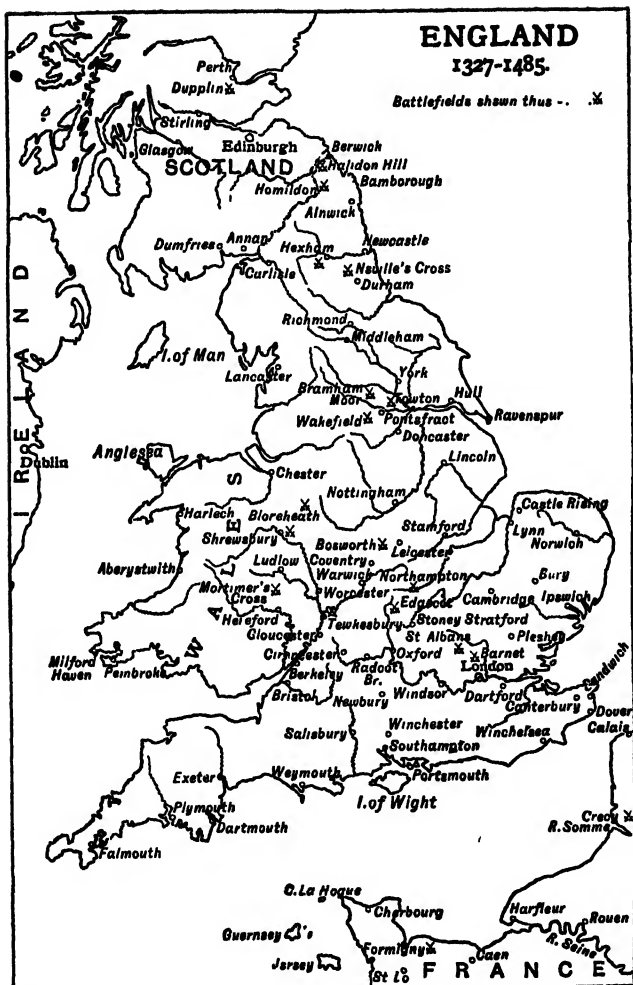 ENGLAND
1327-1485.
Battlefields shewn thus -.
Perth
Dupplin
Stirling
Edinburgh
Glasgow
SCOTLAND
Berwick
Halidon Hill
Bamborough
Homildon
Alnwick
Dumfries
Annan
Hexham
Newcastle
Carlisle
Neville's Cross
Durham
IRELAND
Richmond
Middleham
I. of Man
Lancaster
York
Bramham
Moor
Towton
Hull
Wakefield
Pontefract
Ravenspur
Doncaster
Dublin
Anglesea
Chester
Lincoln
WALES
Nottingham
Harlech
Bloreheath
Castle Rising
Shrewsbury
Stamford
Lynn
Norwich
Bosworth
Leicester
Aberystwith
Ludlow
Coventry
Warwick
Northampton
Bury
Mortimer's
Cross
Worcester
Cambridge
Ipswich
Hereford
Edgecot
Tewkesbury
Stoney Stratford
Gloucester
St Albans
Pleshey
Milford
Haven
Pembroke
Cirencester
Oxford
Barnet
Berkeley
Radcot
Br.
London
Bristol
Newbury
Windsor
Dartford
Sandwich
Canterbury
Dover
Salisbury
Winchester
Winchelsea
Calais
Southampton
Exeter
Weymouth
Portsmouth
Plymouth
I. of Wight
Dartmouth
Falmouth
Crecy
R. Somme
C. La Hogue
Cherbourg
Harfleur
Rouen
Guernsey
R. Seine
Formigny
Caen
Jersey
St Lo
FRANCE